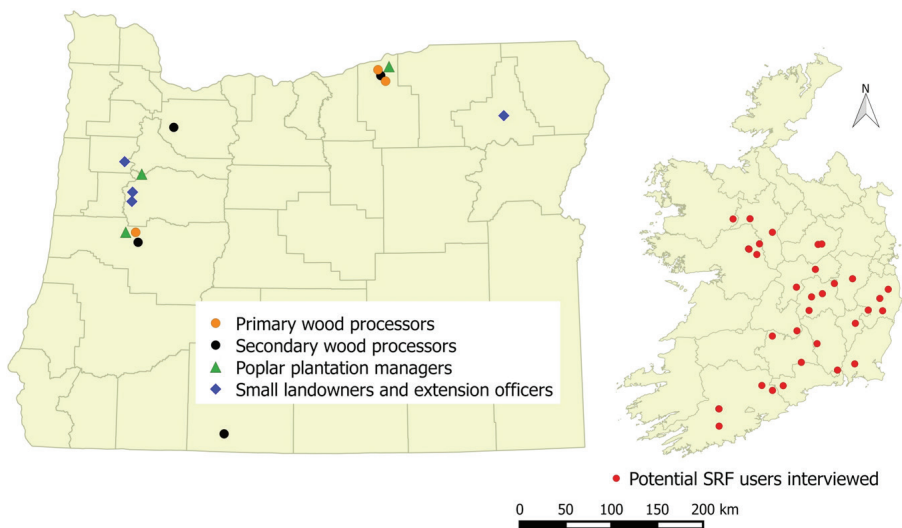 N
Primary wood processors
Secondary wood processors
Poplar plantation managers
Small landowners and extension officers
Potential SRF users interviewed
0 50 100 150 200 km